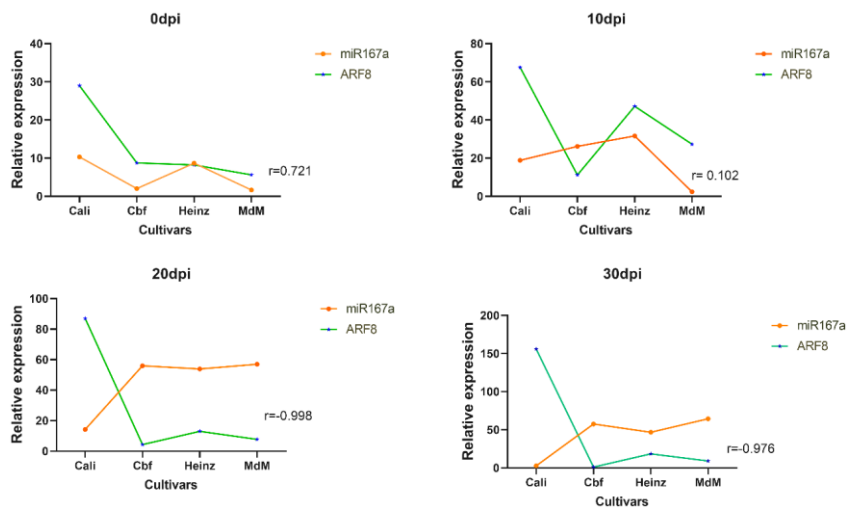 0dpi
Relative expression
40
30
20
10
0
Cali Cbf Heinz MdM
Cultivars
miR167a
ARF8
r=0.721
10dpi
Relative expression
80
60
40
20
0
Cali Cbf Heinz MdM
Cultivars
miR167a
ARF8
r= 0.102
20dpi
Relative expression
100
80
60
40
20
0
Cali Cbf Heinz MdM
Cultivars
miR167a
ARF8
r=-0.998
30dpi
Relative expression
200
150
100
50
0
Cali Cbf Heinz MdM
Cultivars
miR167a
ARF8
r=-0.976